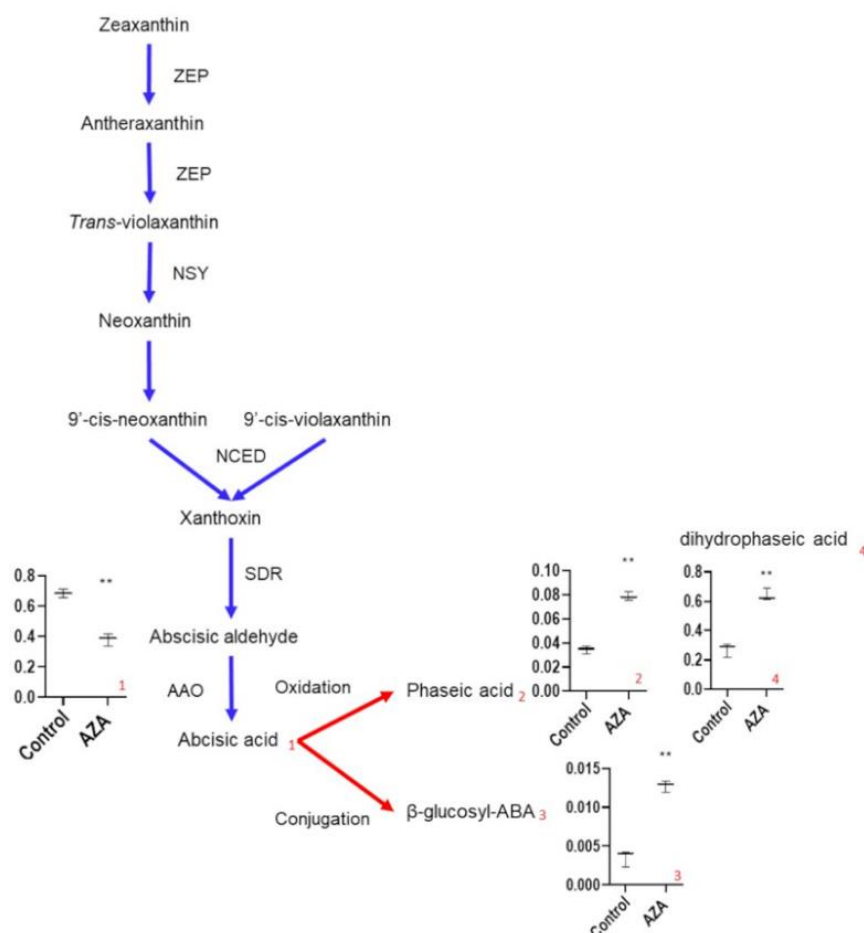 Zeaxanthin
ZEP
Antheraxanthin
ZEP
Trans-violaxanthin
NSY
Neoxanthin
9’-cis-neoxanthin 9’-cis-violaxanthin
NCED
Xanthoxin
SDR
Abscisic aldehyde
AAO
Abcisic acid 1
Oxidation
Conjugation
Phaseic acid 2
β-glucosyl-ABA 3
dihydrophaseic acid 4
0.8
0.6
0.4
0.2
0.0
**
1
Control
AZA
0.10
0.08
0.06
0.04
0.02
0.00
**
2
Control
AZA
0.8
0.6
0.4
0.2
0.0
**
4
Control
AZA
0.015
0.010
0.005
0.000
**
3
Control
AZA